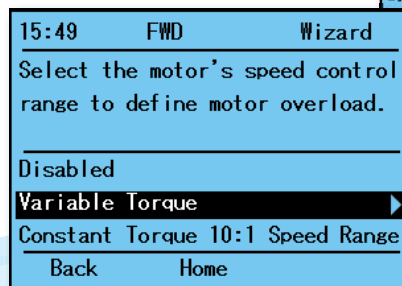 15:49 FWD Wizard
Select the motor's speed control
range to define motor overload.
Disabled
Variable Torque
Constant Torque 10:1 Speed Range
Back Home